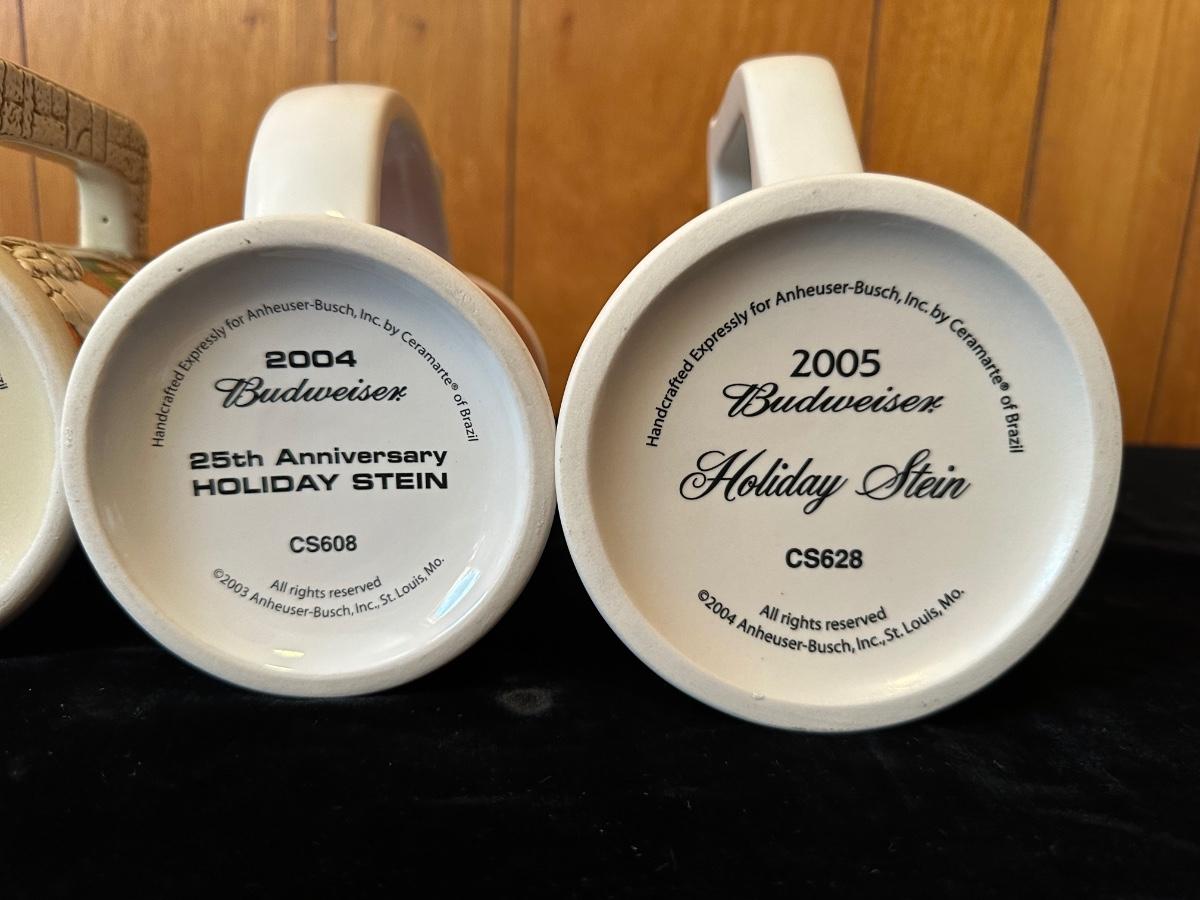 Handcrafted Expressly for Anheuser-Busch, Inc. by Ceramarte® of Brazil
2004
Budweiser
25th Anniversary
HOLIDAY STEIN
CS608
All rights reserved
©2003 Anheuser-Busch, Inc., St. Louis, Mo.
Handcrafted Expressly for Anheuser-Busch, Inc. by Ceramarte® of Brazil
2005
Budweiser
Holiday Stein
CS628
All rights reserved
©2004 Anheuser-Busch, Inc., St. Louis, Mo.